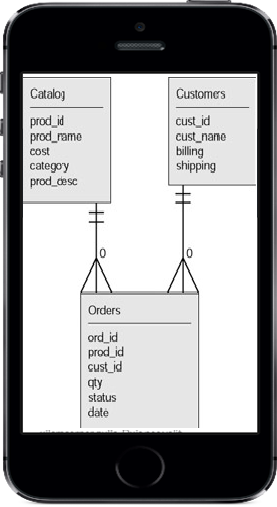 Catalog
prod_id
prod_name
cost
category
prod_desc
Customers
cust_id
cust_name
billing
shipping
0
0
Orders
ord_id
prod_id
cust_id
qty
status
date